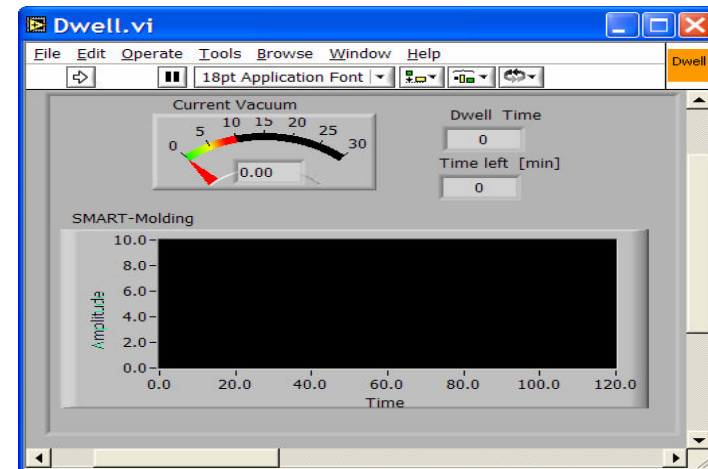 Dwell.vi
File Edit Operate Tools Browse Window Help
Dwell
18pt Application Font
Current Vacuum
0 5 10 15 20 25 30
0.00
Dwell Time
0
Time left [min]
0
SMART-Molding
10.0
8.0
6.0
4.0
2.0
0.0
Amplitude
0.0 20.0 40.0 60.0 80.0 100.0 120.0
Time